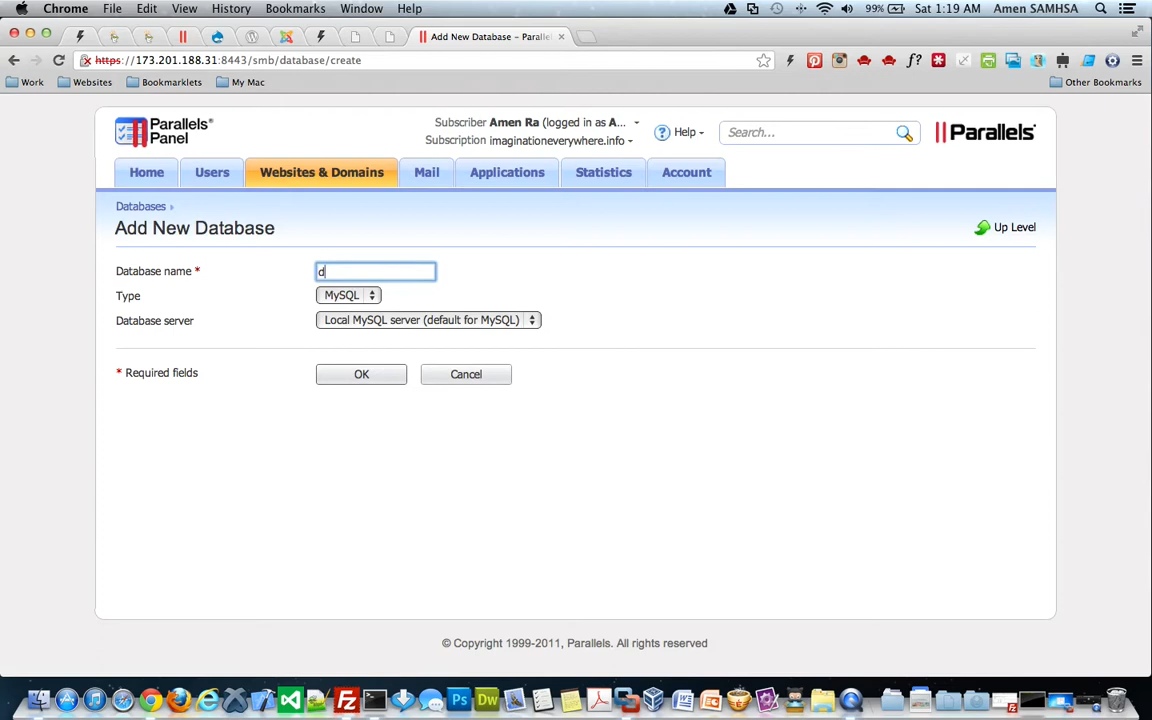 Chrome File Edit View History Bookmarks Window Help 99% Sat 1:19 AM Amen SAMHSA
Add New Database – Paralle
https://173.201.188.31:8443/smb/database/create
Work Websites Bookmarklets My Mac Other Bookmarks
Parallels® Panel
Subscriber Amen Ra (logged in as A...
Subscription imaginationeverywhere.info
Help
Search...
Parallels®
Home Users Websites & Domains Mail Applications Statistics Account
Databases
Add New Database
Up Level
Database name * d
Type MySQL
Database server Local MySQL server (default for MySQL)
* Required fields OK Cancel
© Copyright 1999-2011, Parallels. All rights reserved
Ps Dw